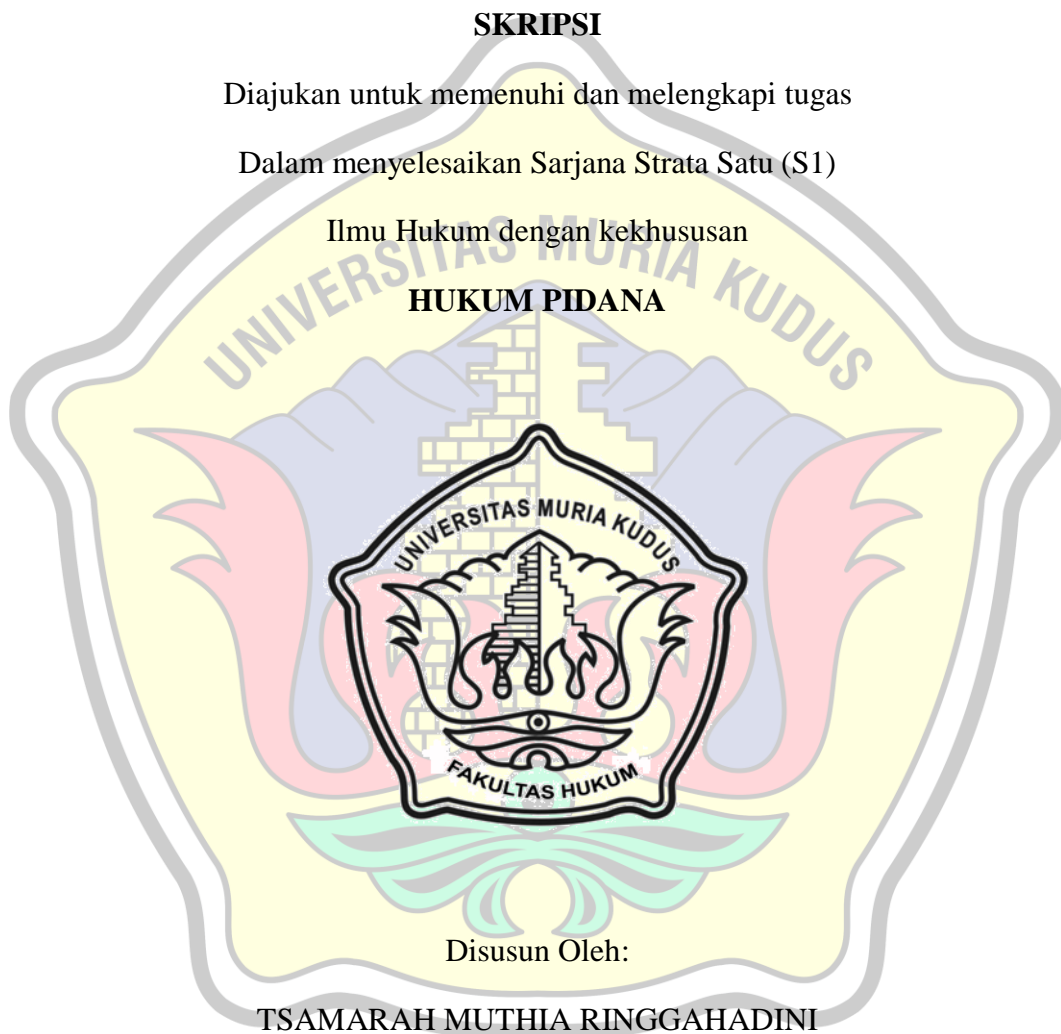 SKRIPSI
Diajukan untuk memenuhi dan melengkapi tugas
Dalam menyelesaikan Sarjana Strata Satu (S1)
Ilmu Hukum dengan kekhususan
UNIVERSITAS MURIA KUDUS
HUKUM PIDANA
UNIVERSITAS MURIA KUDUS
FAKULTAS HUKUM
Disusun Oleh:
TSAMARAH MUTHIA RINGGAHADINI